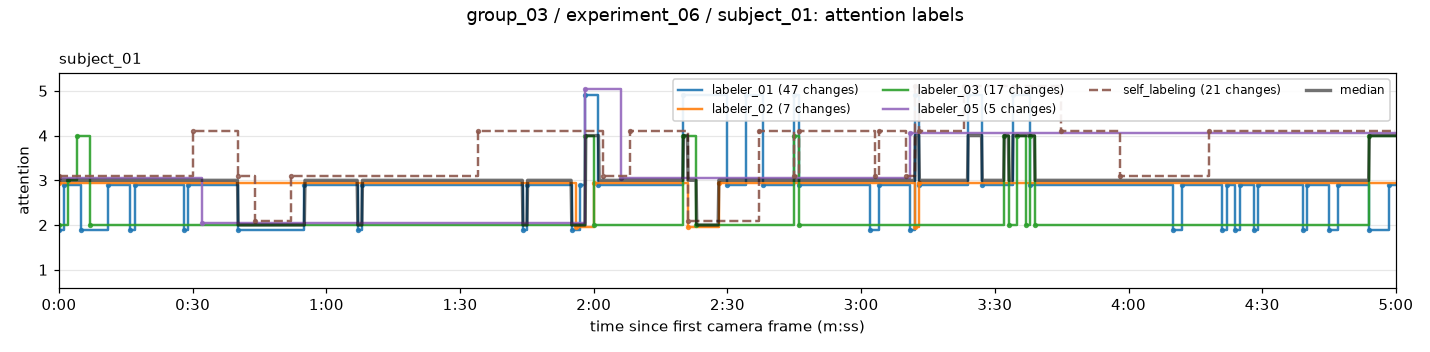 group_03 / experiment_06 / subject_01: attention labels
subject_01
labeler_01 (47 changes)
labeler_02 (7 changes)
labeler_03 (17 changes)
labeler_05 (5 changes)
self_labeling (21 changes)
median
attention
5
4
3
2
1
0:00 0:30 1:00 1:30 2:00 2:30 3:00 3:30 4:00 4:30 5:00
time since first camera frame (m:ss)